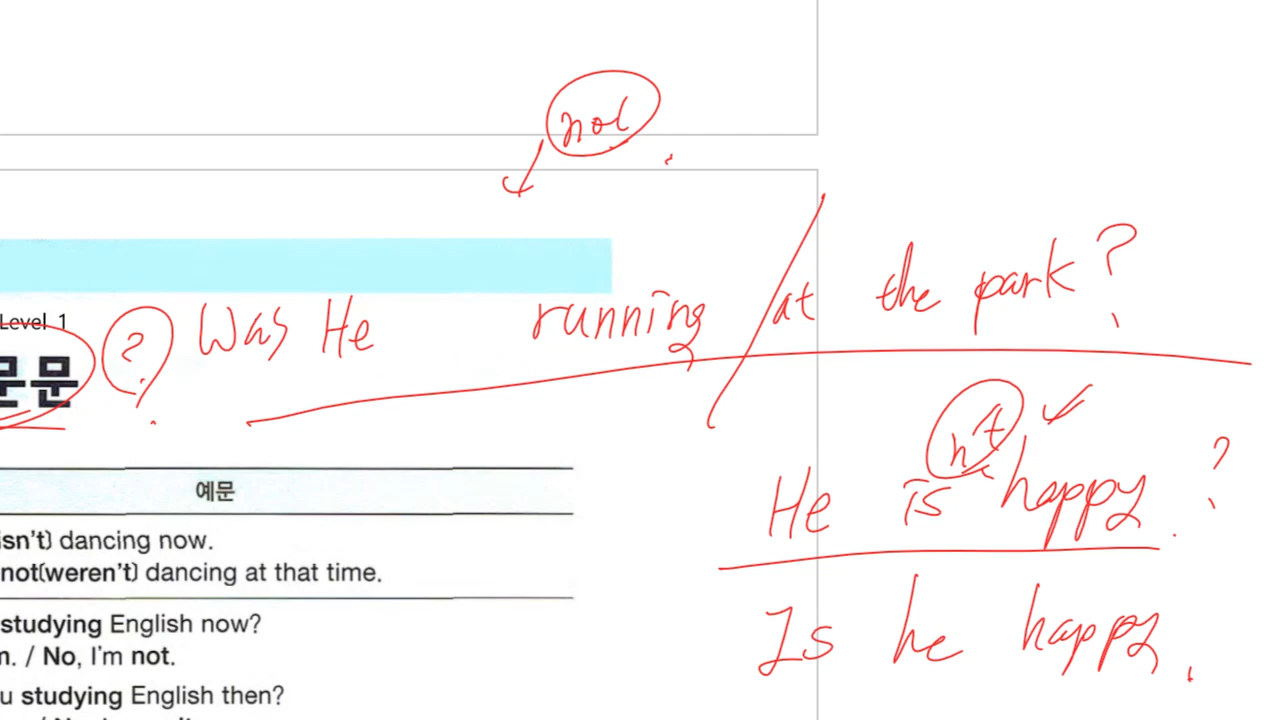 not
Level 1
문문 ? Was He running / at the park?
n't
He is happy. ?
Is he happy.
예문
isn't) dancing now.
not(weren't) dancing at that time.
studying English now?
m. / No, I'm not.
u studying English then?